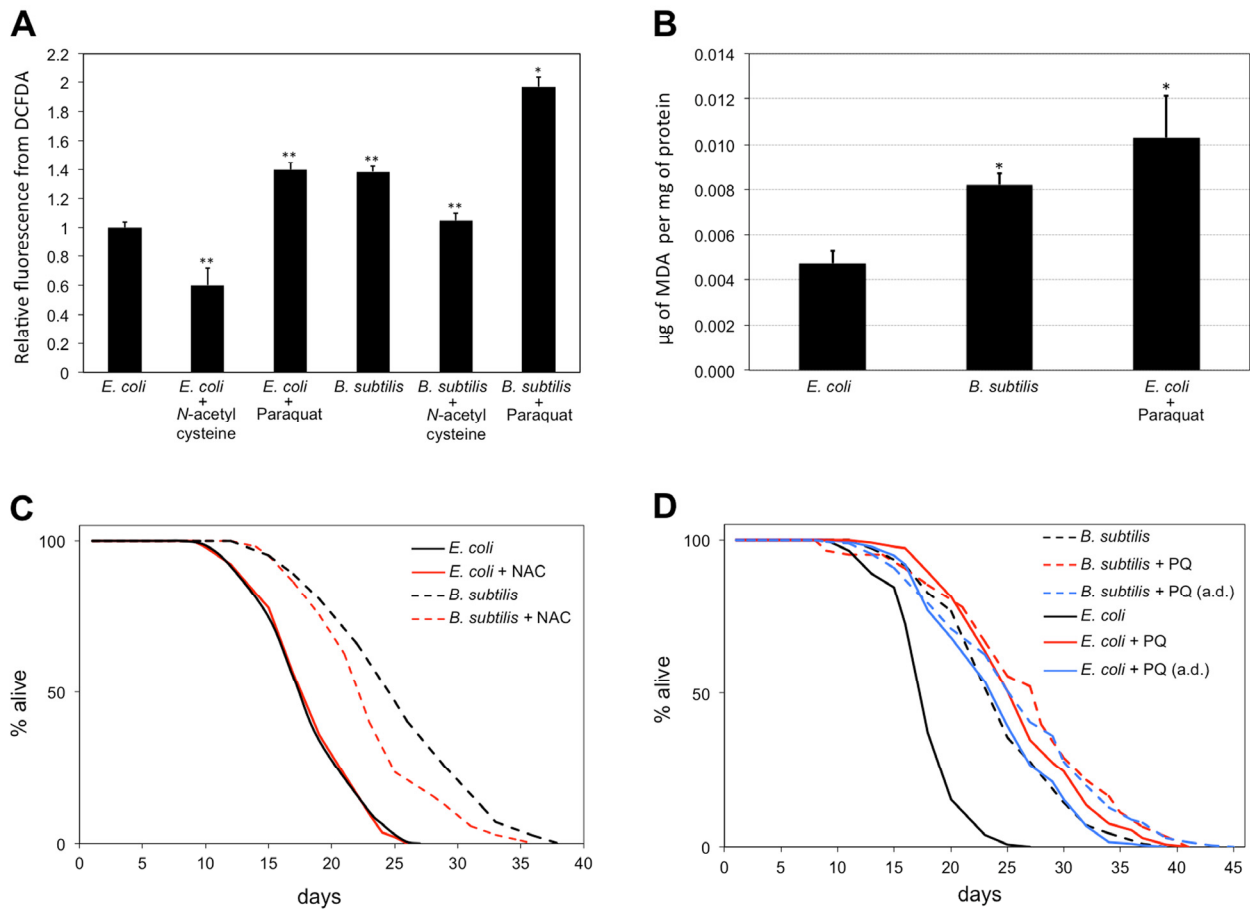 A
Relative fluorescence from DCFDA
2.2
2
1.8
1.6
1.4
1.2
1
0.8
0.6
0.4
0.2
0
**
**
**
**
*
E. coli
E. coli
+
N-acetyl
cysteine
E. coli
+
Paraquat
B. subtilis
B. subtilis
+
N-acetyl
cysteine
B. subtilis
+
Paraquat
B
µg of MDA per mg of protein
0.014
0.012
0.010
0.008
0.006
0.004
0.002
0.000
*
*
E. coli
B. subtilis
E. coli
+
Paraquat
C
% alive
100
50
0
E. coli
E. coli + NAC
B. subtilis
B. subtilis + NAC
0 5 10 15 20 25 30 35 40
days
D
% alive
100
50
0
B. subtilis
B. subtilis + PQ
B. subtilis + PQ (a.d.)
E. coli
E. coli + PQ
E. coli + PQ (a.d.)
0 5 10 15 20 25 30 35 40 45
days